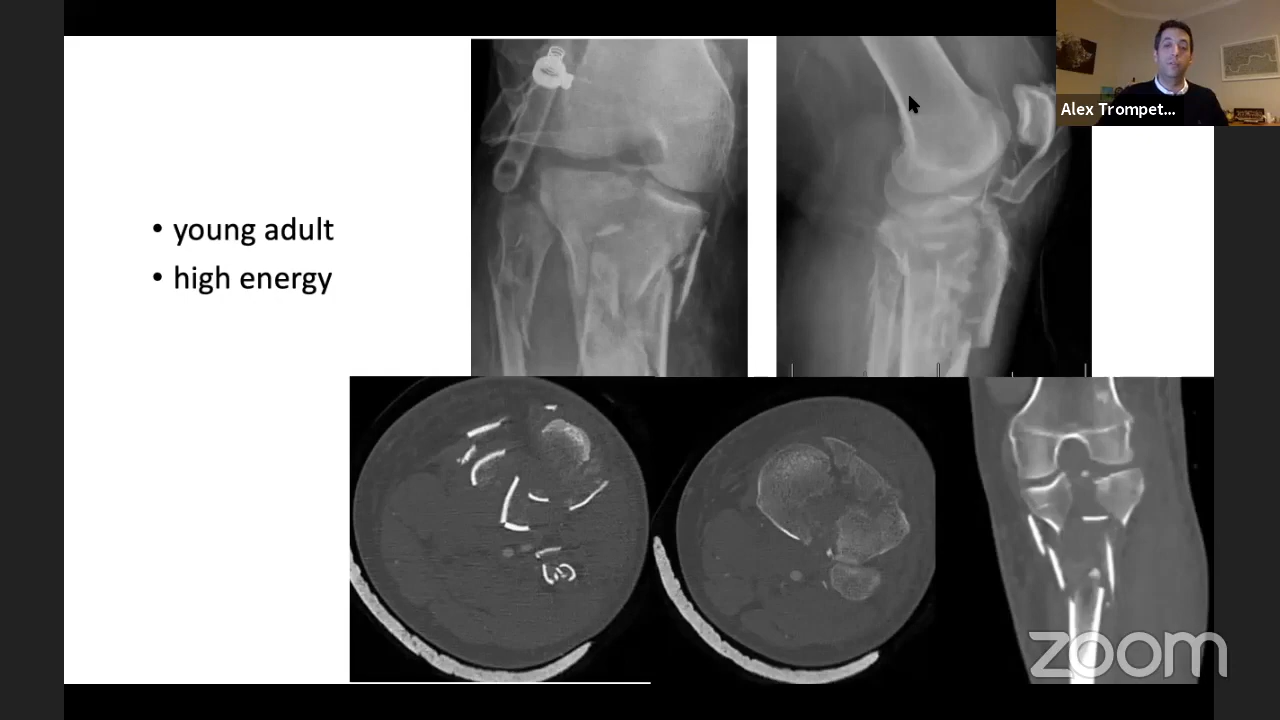 Alex Trompet...
• young adult
• high energy
zoom